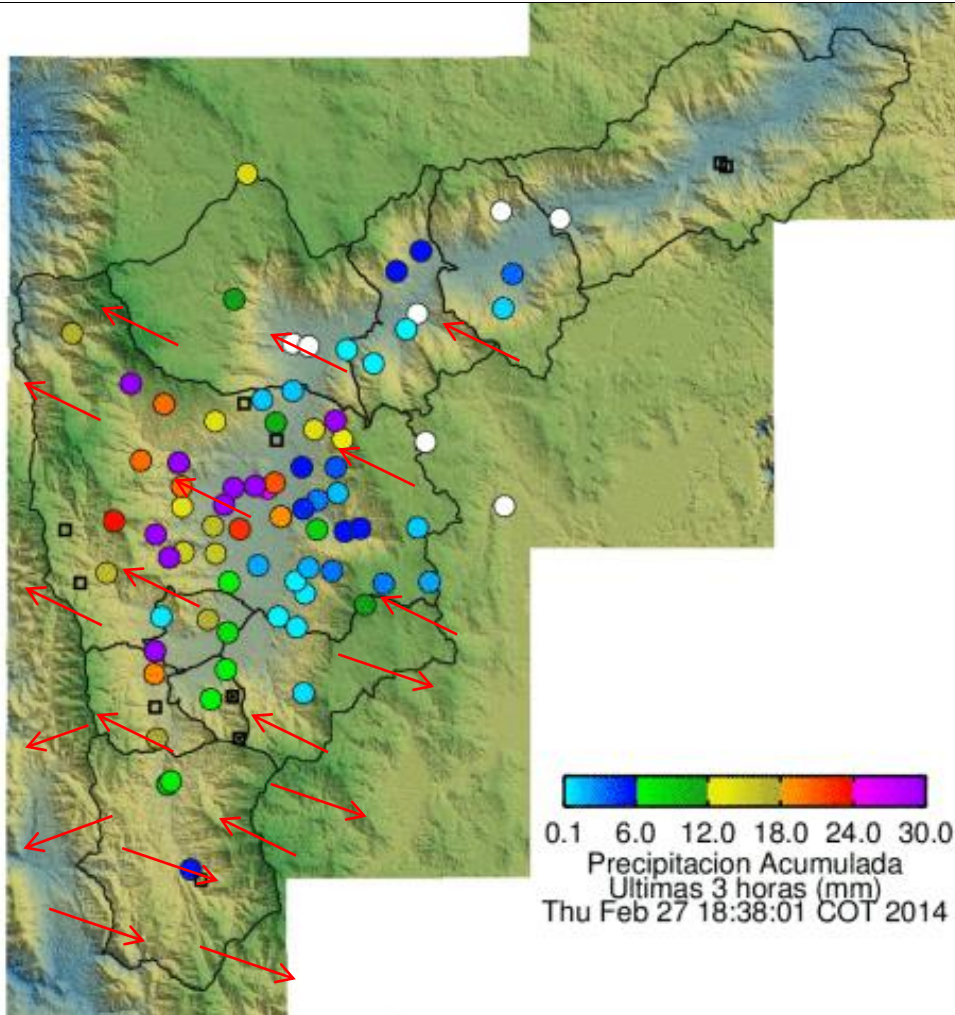 0.1 6.0 12.0 18.0 24.0 30.0
Precipitacion Acumulada
Ultimas 3 horas (mm)
Thu Feb 27 18:38:01 COT 2014